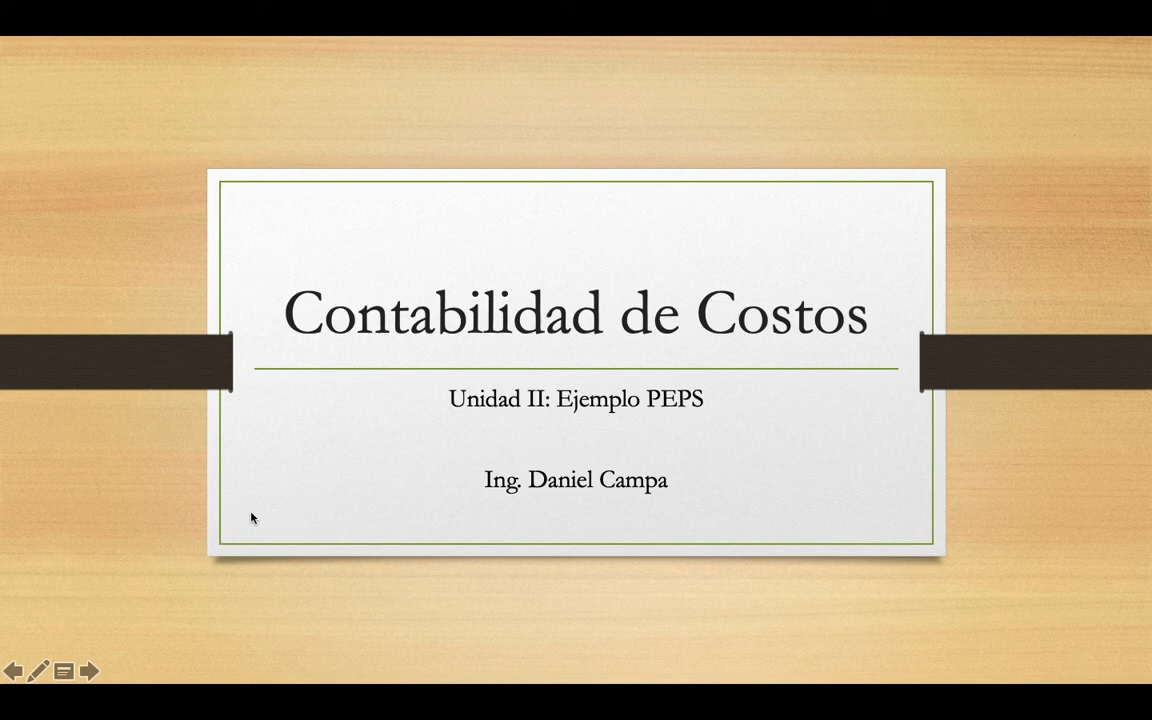 Contabilidad de Costos
Unidad II: Ejemplo PEPS
Ing. Daniel Campa